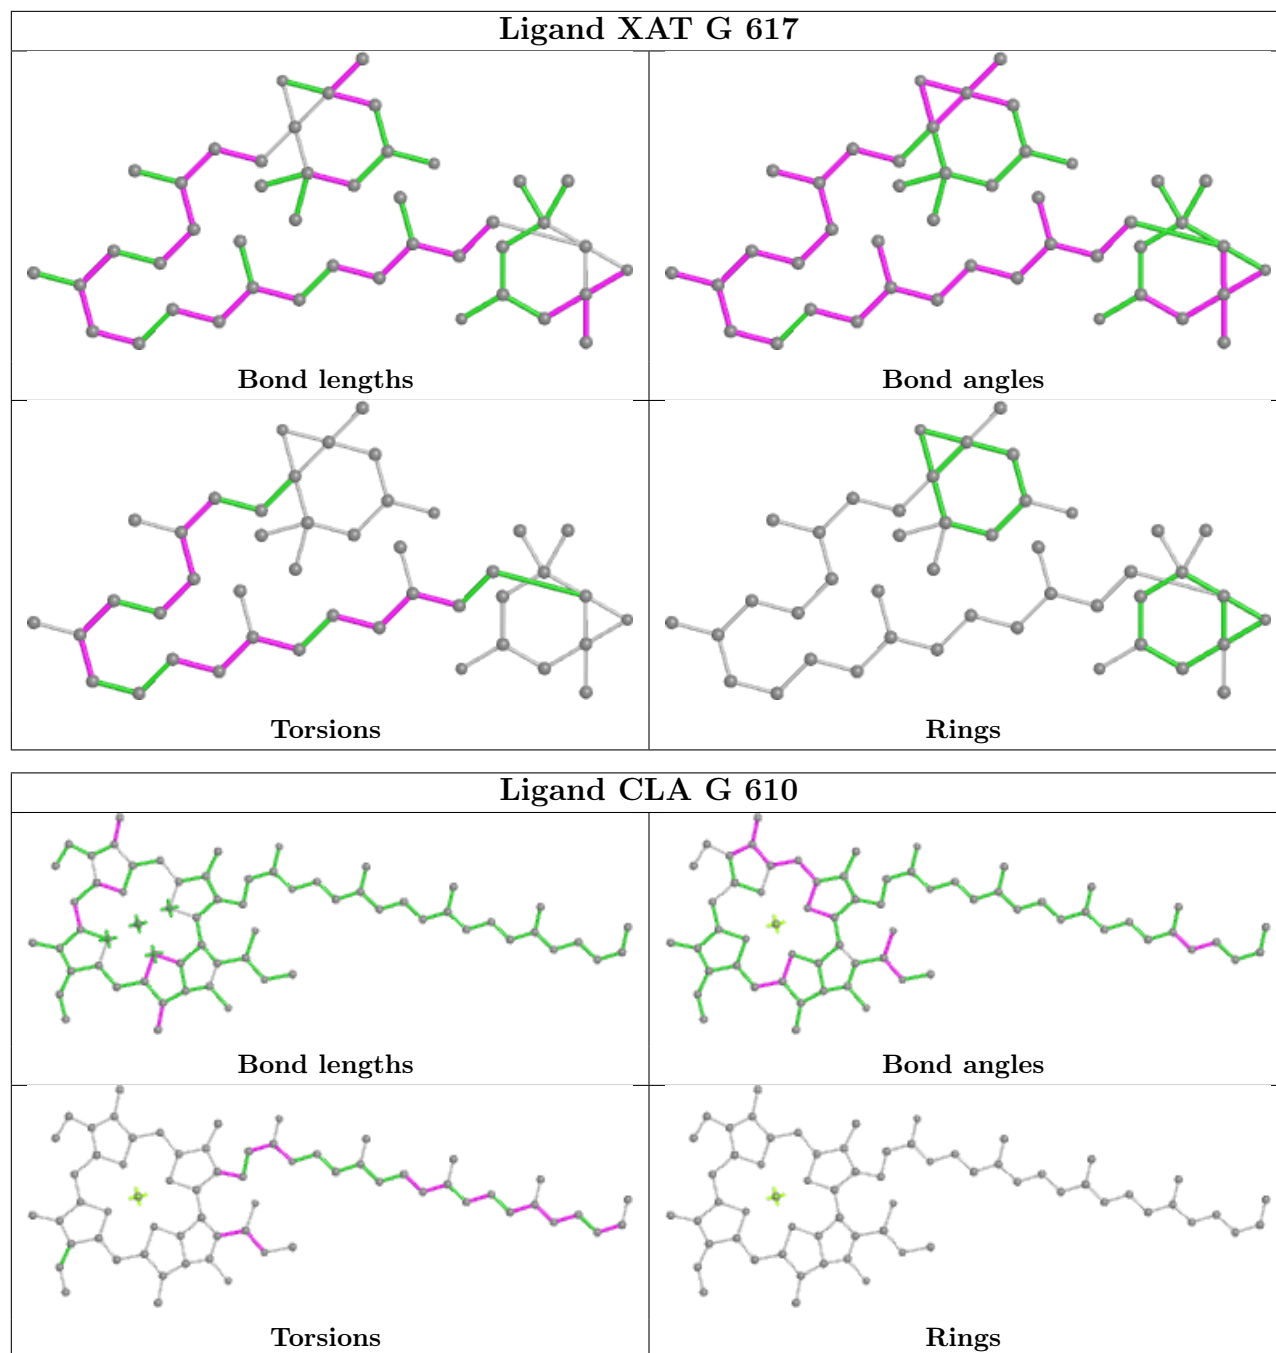 Ligand XAT G 617
Bond lengths
Bond angles
Torsions
Rings
Ligand CLA G 610
Bond lengths
Bond angles
Torsions
Rings